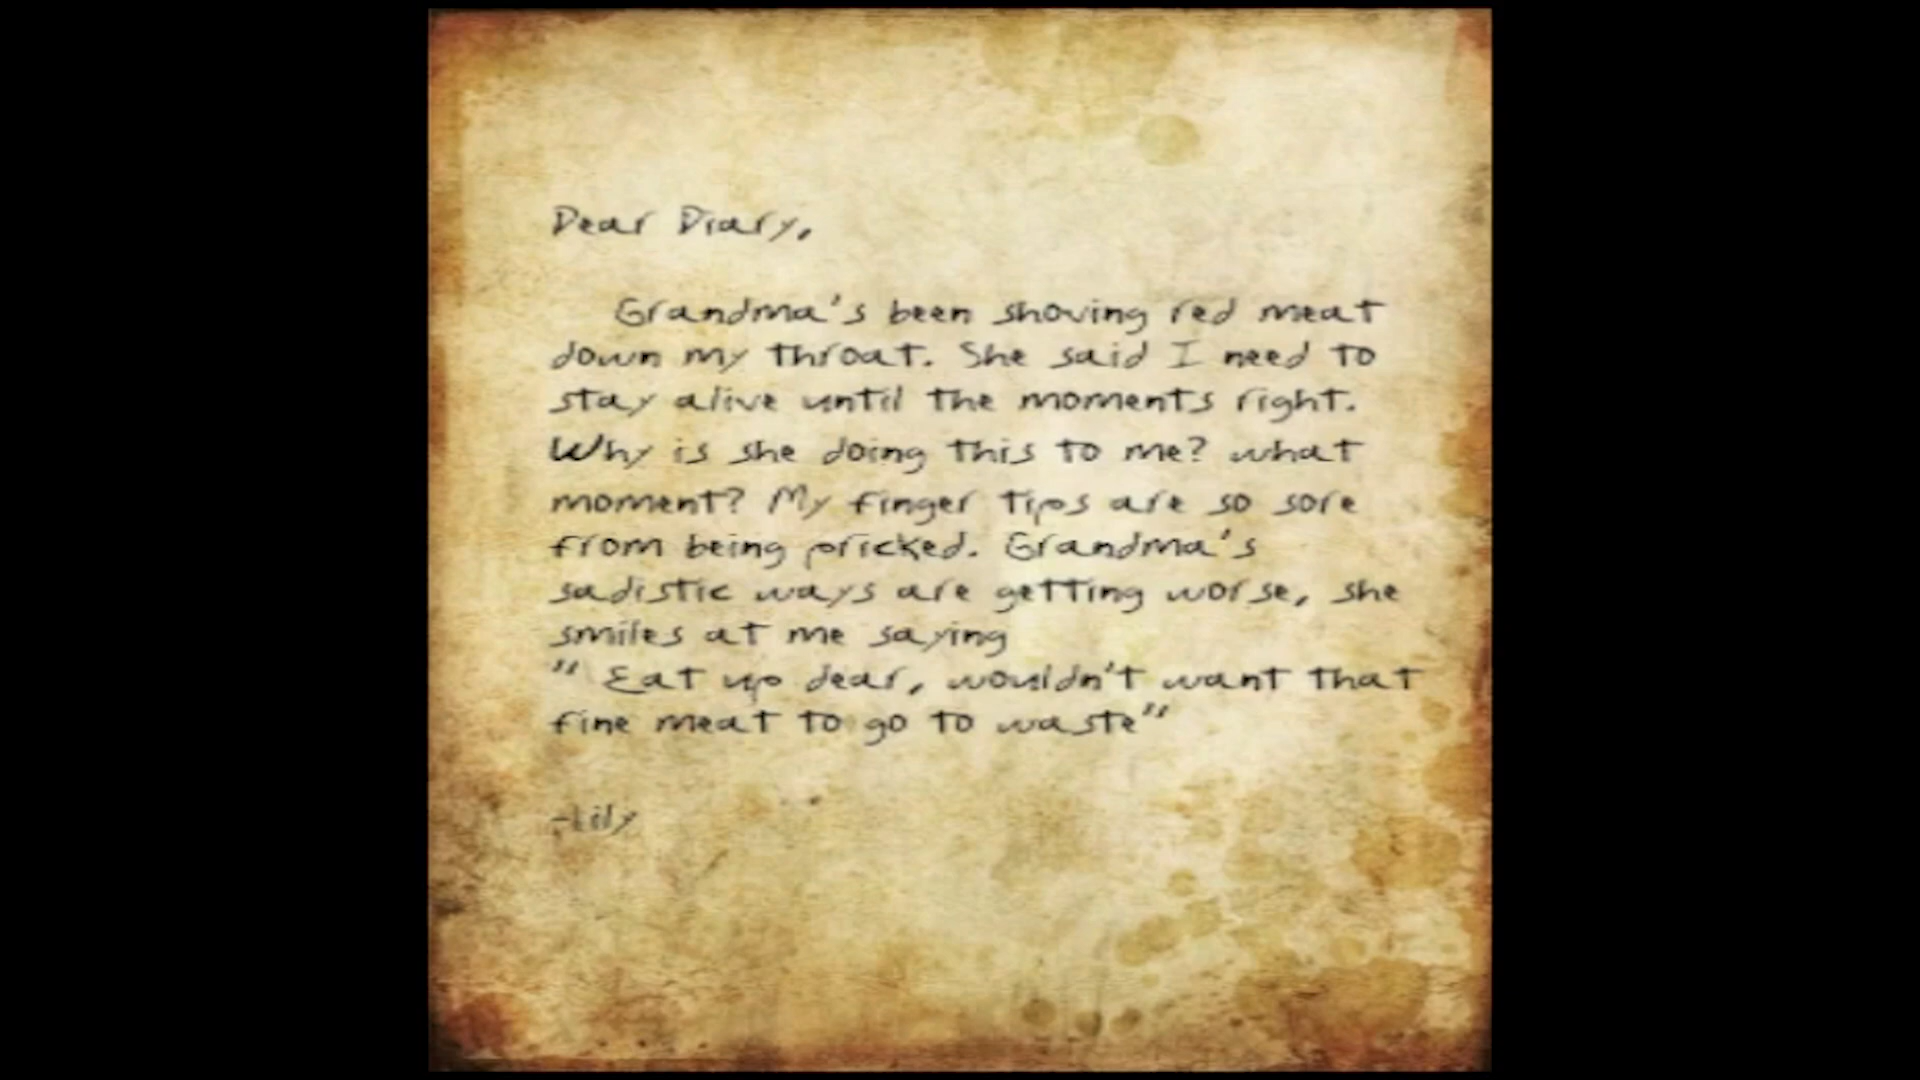 Dear Diary,
Grandma's been shoving red meat
down my throat. She said I need to
stay alive until the moments right.
Why is she doing this to me? what
moment? My finger tips are so sore
from being pricked. Grandma's
sadistic ways are getting worse, she
smiles at me saying
" Eat up dear, wouldn't want that
fine meat to go to waste"
-Lily